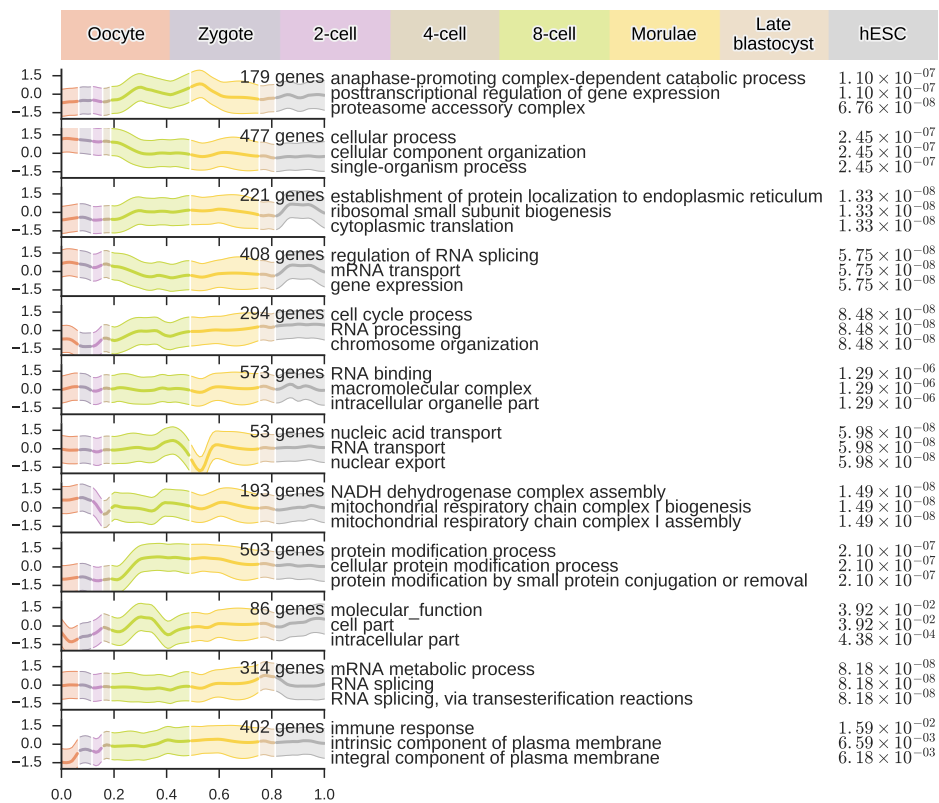 Oocyte Zygote 2-cell 4-cell 8-cell Morulae Late blastocyst hESC
1.5 179 genes anaphase-promoting complex-dependent catabolic process 1.10 × 10⁻⁰⁷
0.0 posttranscriptional regulation of gene expression 1.10 × 10⁻⁰⁷
−1.5 proteasome accessory complex 6.76 × 10⁻⁰⁸
1.5 477 genes cellular process 2.45 × 10⁻⁰⁷
0.0 cellular component organization 2.45 × 10⁻⁰⁷
−1.5 single-organism process 2.45 × 10⁻⁰⁷
1.5 221 genes establishment of protein localization to endoplasmic reticulum 1.33 × 10⁻⁰⁸
0.0 ribosomal small subunit biogenesis 1.33 × 10⁻⁰⁸
−1.5 cytoplasmic translation 1.33 × 10⁻⁰⁸
1.5 408 genes regulation of RNA splicing 5.75 × 10⁻⁰⁸
0.0 mRNA transport 5.75 × 10⁻⁰⁸
−1.5 gene expression 5.75 × 10⁻⁰⁸
1.5 294 genes cell cycle process 8.48 × 10⁻⁰⁸
0.0 RNA processing 8.48 × 10⁻⁰⁸
−1.5 chromosome organization 8.48 × 10⁻⁰⁸
1.5 573 genes RNA binding 1.29 × 10⁻⁰⁶
0.0 macromolecular complex 1.29 × 10⁻⁰⁶
−1.5 intracellular organelle part 1.29 × 10⁻⁰⁶
1.5 53 genes nucleic acid transport 5.98 × 10⁻⁰⁸
0.0 RNA transport 5.98 × 10⁻⁰⁸
−1.5 nuclear export 5.98 × 10⁻⁰⁸
1.5 193 genes NADH dehydrogenase complex assembly 1.49 × 10⁻⁰⁸
0.0 mitochondrial respiratory chain complex I biogenesis 1.49 × 10⁻⁰⁸
−1.5 mitochondrial respiratory chain complex I assembly 1.49 × 10⁻⁰⁸
1.5 503 genes protein modification process 2.10 × 10⁻⁰⁷
0.0 cellular protein modification process 2.10 × 10⁻⁰⁷
−1.5 protein modification by small protein conjugation or removal 2.10 × 10⁻⁰⁷
1.5 86 genes molecular_function 3.92 × 10⁻⁰²
0.0 cell part 3.92 × 10⁻⁰²
−1.5 intracellular part 4.38 × 10⁻⁰⁴
1.5 314 genes mRNA metabolic process 8.18 × 10⁻⁰⁸
0.0 RNA splicing 8.18 × 10⁻⁰⁸
−1.5 RNA splicing, via transesterification reactions 8.18 × 10⁻⁰⁸
1.5 402 genes immune response 1.59 × 10⁻⁰²
0.0 intrinsic component of plasma membrane 6.59 × 10⁻⁰³
−1.5 integral component of plasma membrane 6.18 × 10⁻⁰³
0.0 0.2 0.4 0.6 0.8 1.0